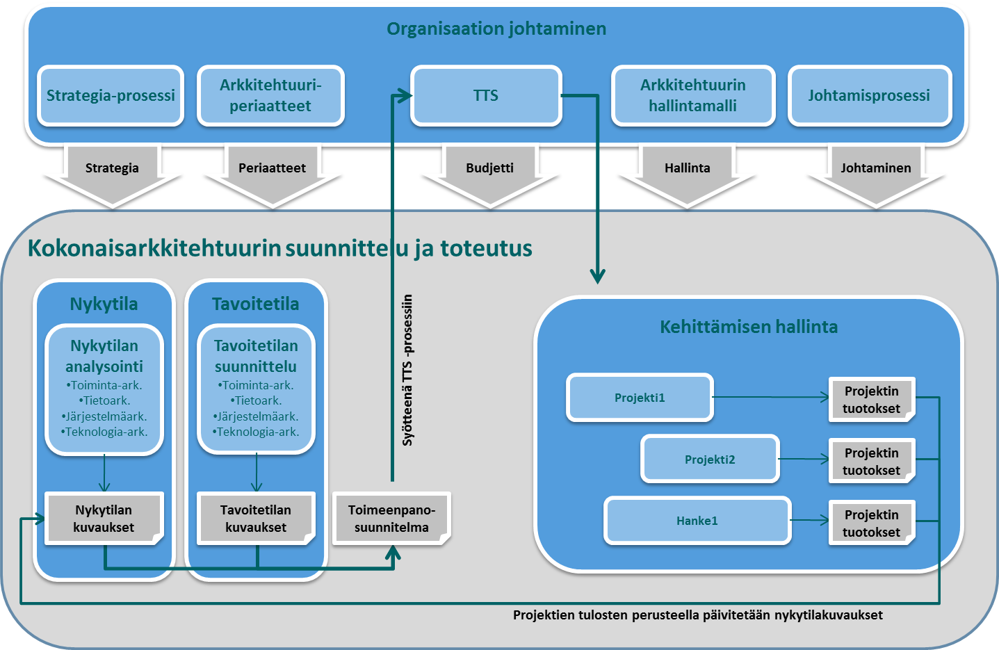 Organisaation johtaminen
Strategia-prosessi
Arkkitehtuuri-
periaatteet
TTS
Arkkitehtuurin
hallintamalli
Johtamisprosessi
Strategia
Periaatteet
Budjetti
Hallinta
Johtaminen
Kokonaisarkkitehtuurin suunnittelu ja toteutus
Nykytila
Nykytilan
analysointi
•Toiminta-ark.
•Tietoark.
•Järjestelmäark.
•Teknologia-ark.
Nykytilan
kuvaukset
Tavoitetila
Tavoitetilan
suunnittelu
•Toiminta-ark.
•Tietoark.
•Järjestelmäark.
•Teknologia-ark.
Tavoitetilan
kuvaukset
Toimeenpano-
suunnitelma
Syötteenä TTS -prosessiin
Kehittämisen hallinta
Projekti1
Projektin
tuotokset
Projekti2
Projektin
tuotokset
Hanke1
Projektin
tuotokset
Projektien tulosten perusteella päivitetään nykytilakuvaukset